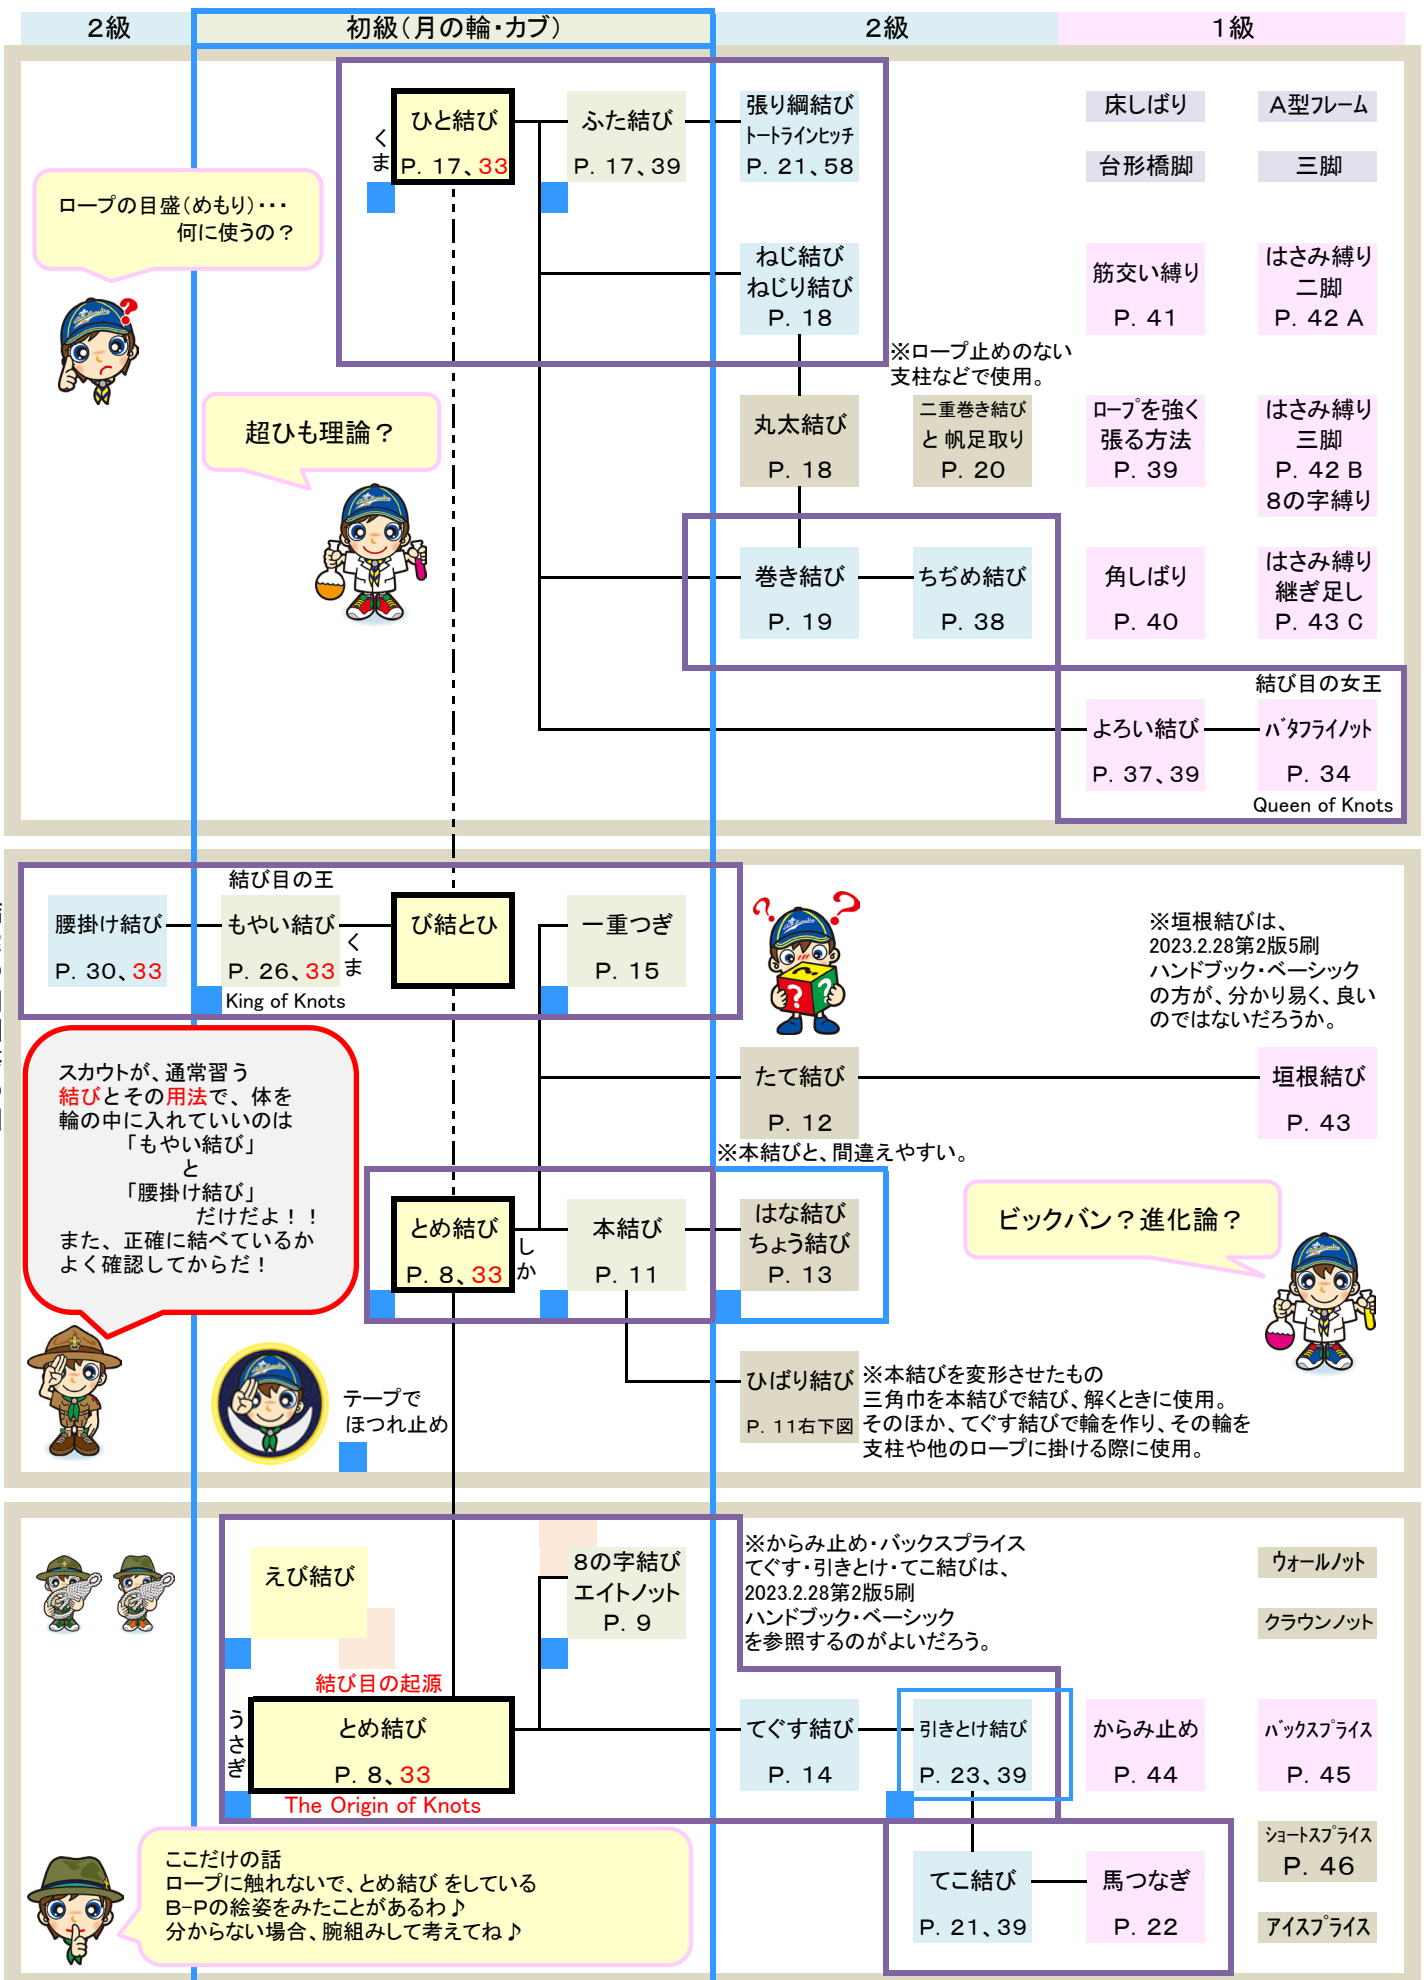 2級
初級(月の輪・カブ)
2級
1級
くま
ひと結び
P. 17、33
ふた結び
P. 17、39
張り綱結び
トートラインヒッチ
P. 21、58
床しばり
A型フレーム
台形橋脚
三脚
ロープの目盛(めもり)・・・
何に使うの?
ねじ結び
ねじり結び
P. 18
筋交い縛り
P. 41
はさみ縛り
二脚
P. 42 A
※ロープ止めのない
支柱などで使用。
超ひも理論?
丸太結び
P. 18
二重巻き結び
と 帆足取り
P. 20
ロープを強く
張る方法
P. 39
はさみ縛り
三脚
P. 42 B
8の字縛り
巻き結び
P. 19
ちぢめ結び
P. 38
角しばり
P. 40
はさみ縛り
継ぎ足し
P. 43 C
結び目の女王
よろい結び
P. 37、39
バタフライノット
P. 34
Queen of Knots
結び目の王
腰掛け結び
P. 30、33
もやい結び
P. 26、33
King of Knots
くま
び結とひ
一重つぎ
P. 15
※垣根結びは、
2023.2.28第2版5刷
ハンドブック・ベーシック
の方が、分かり易く、良い
のではないだろうか。
スカウトが、通常習う
結びとその用法で、体を
輪の中に入れていいのは
「もやい結び」
と
「腰掛け結び」
だけだよ!!
また、正確に結べているか
よく確認してからだ!
たて結び
P. 12
垣根結び
P. 43
※本結びと、間違えやすい。
とめ結び
P. 8、33
しか
本結び
P. 11
はな結び
ちょう結び
P. 13
ビックバン?進化論?
テープで
ほつれ止め
ひばり結び
P. 11右下図
※本結びを変形させたもの
三角巾を本結びで結び、解くときに使用。
そのほか、てぐす結びで輪を作り、その輪を
支柱や他のロープに掛ける際に使用。
えび結び
8の字結び
エイトノット
P. 9
※からみ止め・バックスプライス
てぐす・引きとけ・てこ結びは、
2023.2.28第2版5刷
ハンドブック・ベーシック
を参照するのがよいだろう。
ウォールノット
クラウンノット
結び目の起源
うさぎ
とめ結び
P. 8、33
The Origin of Knots
てぐす結び
P. 14
引きとけ結び
P. 23、39
からみ止め
P. 44
バックスプライス
P. 45
ショートスプライス
P. 46
ここだけの話
ロープに触れないで、とめ結び をしている
B-Pの絵姿をみたことがあるわ♪
分からない場合、腕組みして考えてね♪
てこ結び
P. 21、39
馬つなぎ
P. 22
アイスプライス